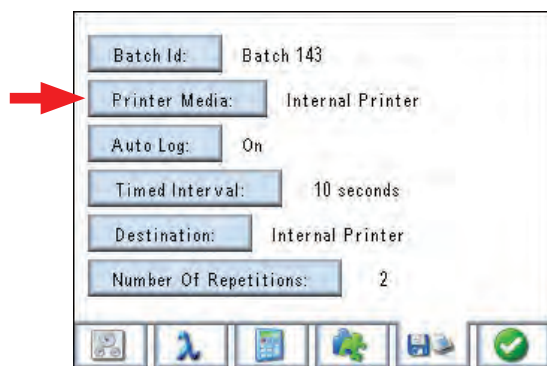 Batch Id: Batch 143
Printer Media: Internal Printer
Auto Log: On
Timed Interval: 10 seconds
Destination: Internal Printer
Number Of Repetitions: 2
λ